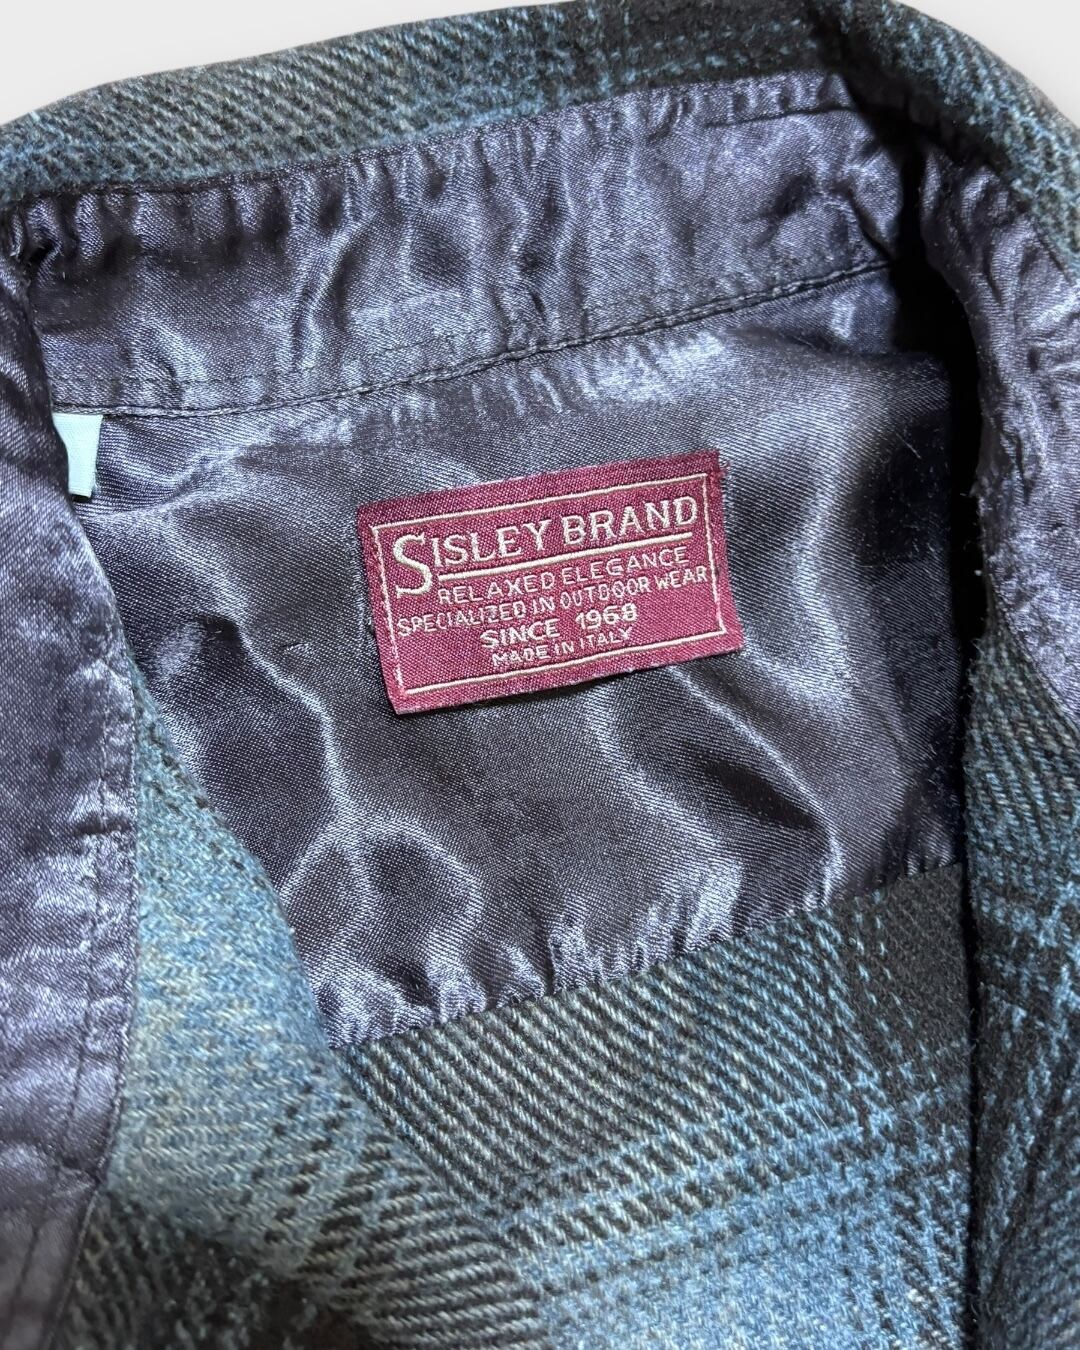 SISLEY BRAND
RELAXED ELEGANCE
SPECIALIZED IN OUTDOOR WEAR
SINCE 1968
MADE IN ITALY